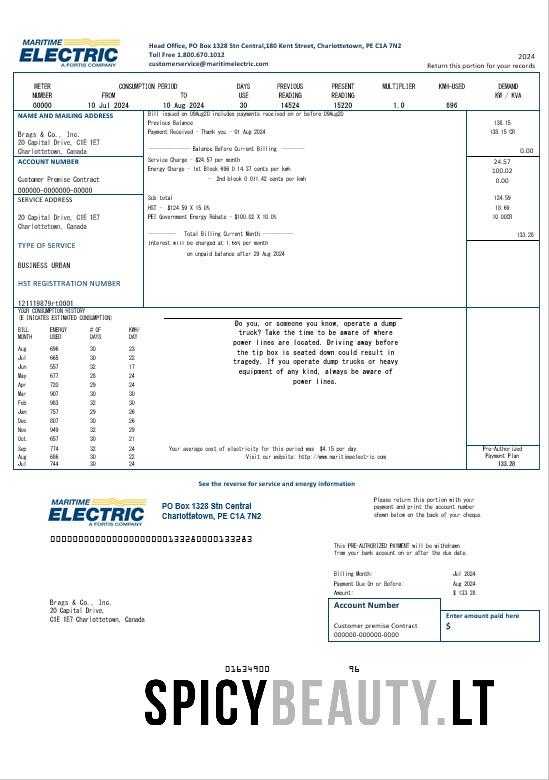 MARITIME
ELECTRIC
A FORTIS COMPANY
Head Office, PO Box 1328 Stn Central,180 Kent Street, Charlottetown, PE C1A 7N2
Toll Free 1.800.670.1012
customerservice@maritimelectric.com
2024
Return this portion for your records
METER NUMBER CONSUMPTION PERIOD FROM TO DAYS USE PREVIOUS READING PRESENT READING MULTIPLIER KWH-USED DEMAND KW / KVA
00000 10 Jul 2024 10 Aug 2024 30 14524 15220 1.0 696
NAME AND MAILING ADDRESS
Brags & Co., Inc.
20 Capital Drive, C1E 1E7
Charlottetown, Canada
Bill issued on 09Aug20 includes payments received on or before 09Aug20
Previous Balance 138.15
Payment Received - Thank you - 01 Aug 2024 138.15 CR
Balance Before Current Billing 0.00
ACCOUNT NUMBER
Customer Premise Contract
000000-0000000-00000
Service Charge - $24.57 per month 24.57
Energy Charge - 1st Block 696 @ 14.37 cents per kwh 100.02
- 2nd block 0 @ 11.42 cents per kwh 0.00
SERVICE ADDRESS
20 Capital Drive, C1E 1E7
Charlottetown, Canada
Sub total 124.59
HST - $124.59 X 15.0% 18.69
PEI Government Energy Rebate - $100.02 X 10.0% 10.00CR
Total Billing Current Month 133.28
TYPE OF SERVICE
BUSINESS URBAN
Interest will be charged at
per month
on unpaid balance after 29 Aug 2024
HST REGISTTRATION NUMBER
121119879rt0001
YOUR CONSUMPTION HISTORY
(E INICATES ESTIMATED CONSUMPTION)
BILL MONTH ENERGY USED # OF DAYS KWH/ DAY
Aug 696 30 23
Jul 665 30 22
Jun 557 32 17
May 677 28 24
Apr 720 29 24
Mar 907 30 30
Feb 983 32 30
Jan 757 29 26
Dec 807 30 26
Nov 949 32 29
Oct 657 30 21
Sep 774 32 24
Aug 686 30 22
Jul 744 30 24
Do you, or someone you know, operate a dump
truck? Take the time to be aware of where
power lines are located. Driving away before
the tip box is seated down could result in
tragedy. If you operate dump trucks or heavy
equipment of any kind, always be aware of
power lines.
Your average cost of electricity for this period was $4.15 per day.
Visit our website: http://www.maritimeelectric.com
Pre-Authorized
Payment Plan
133.28
See the reverse for service and energy information
MARITIME
ELECTRIC
A FORTIS COMPANY
PO Box 1328 Stn Central
Charlottetown, PE C1A 7N2
Please return this portion with your
payment and print the account number
shown below on the back of your cheque.
This PRE-AUTHORIZED PAYMENT will be withdrawn
from your bank account on or after the due date.
Billing Month: Jul 2024
Payment Due On or Before: Aug 2024
Amount: $ 133.28
Brags & Co., Inc.
20 Capital Drive,
C1E 1E7 Charlottetown, Canada
Account Number
Customer premise Contract
000000-000000-0000
Enter amount paid here
$
01634900 96
SPICYBEAUTY.LT